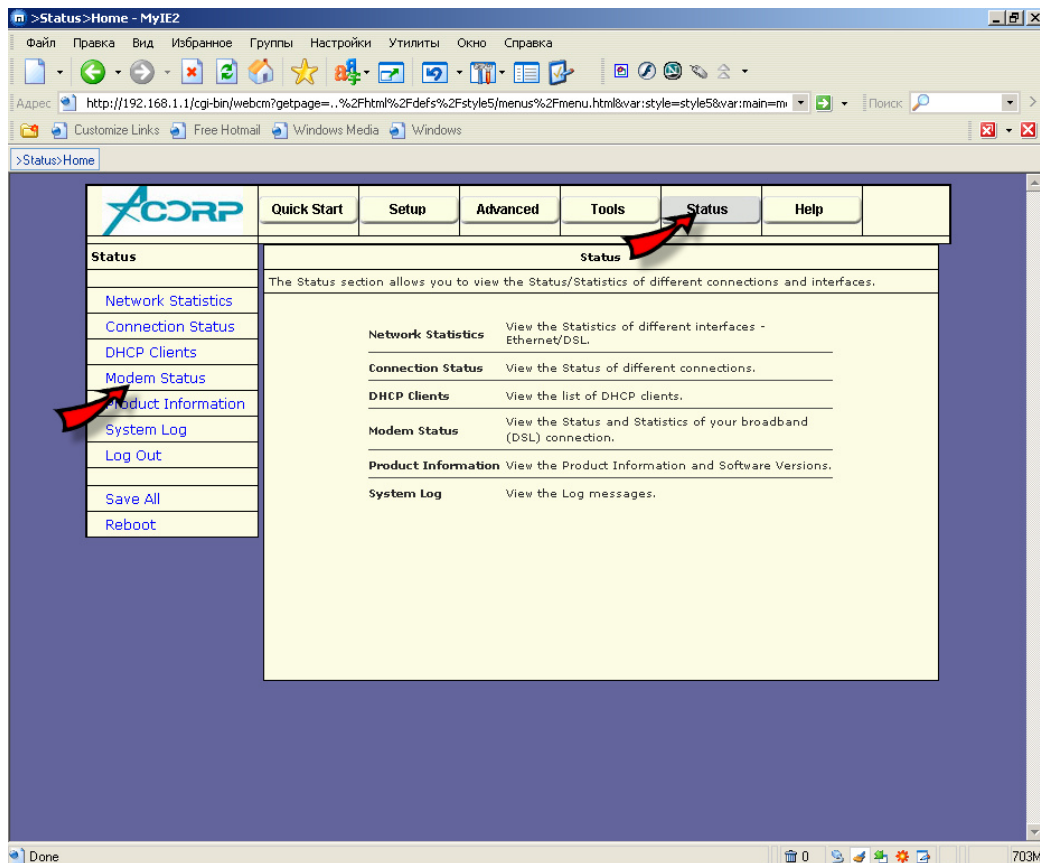 >Status>Home - MyIE2
Файл Правка Вид Избранное Группы Настройки Утилиты Окно Справка
Адрес http://192.168.1.1/cgi-bin/webcm?getpage=..%2Fhtml%2Fdefs%2Fstyle5/menus%2Fmenu.html&var:style=style5&var:main=m Поиск
Customize Links Free Hotmail Windows Media Windows
>Status>Home
ACORP Quick Start Setup Advanced Tools Status Help
Status
Network Statistics
Connection Status
DHCP Clients
Modem Status
Product Information
System Log
Log Out
Save All
Reboot
Status
The Status section allows you to view the Status/Statistics of different connections and interfaces.
Network Statistics View the Statistics of different interfaces -
Ethernet/DSL.
Connection Status View the Status of different connections.
DHCP Clients View the list of DHCP clients.
Modem Status View the Status and Statistics of your broadband
(DSL) connection.
Product Information View the Product Information and Software Versions.
System Log View the Log messages.
Done 0 703M